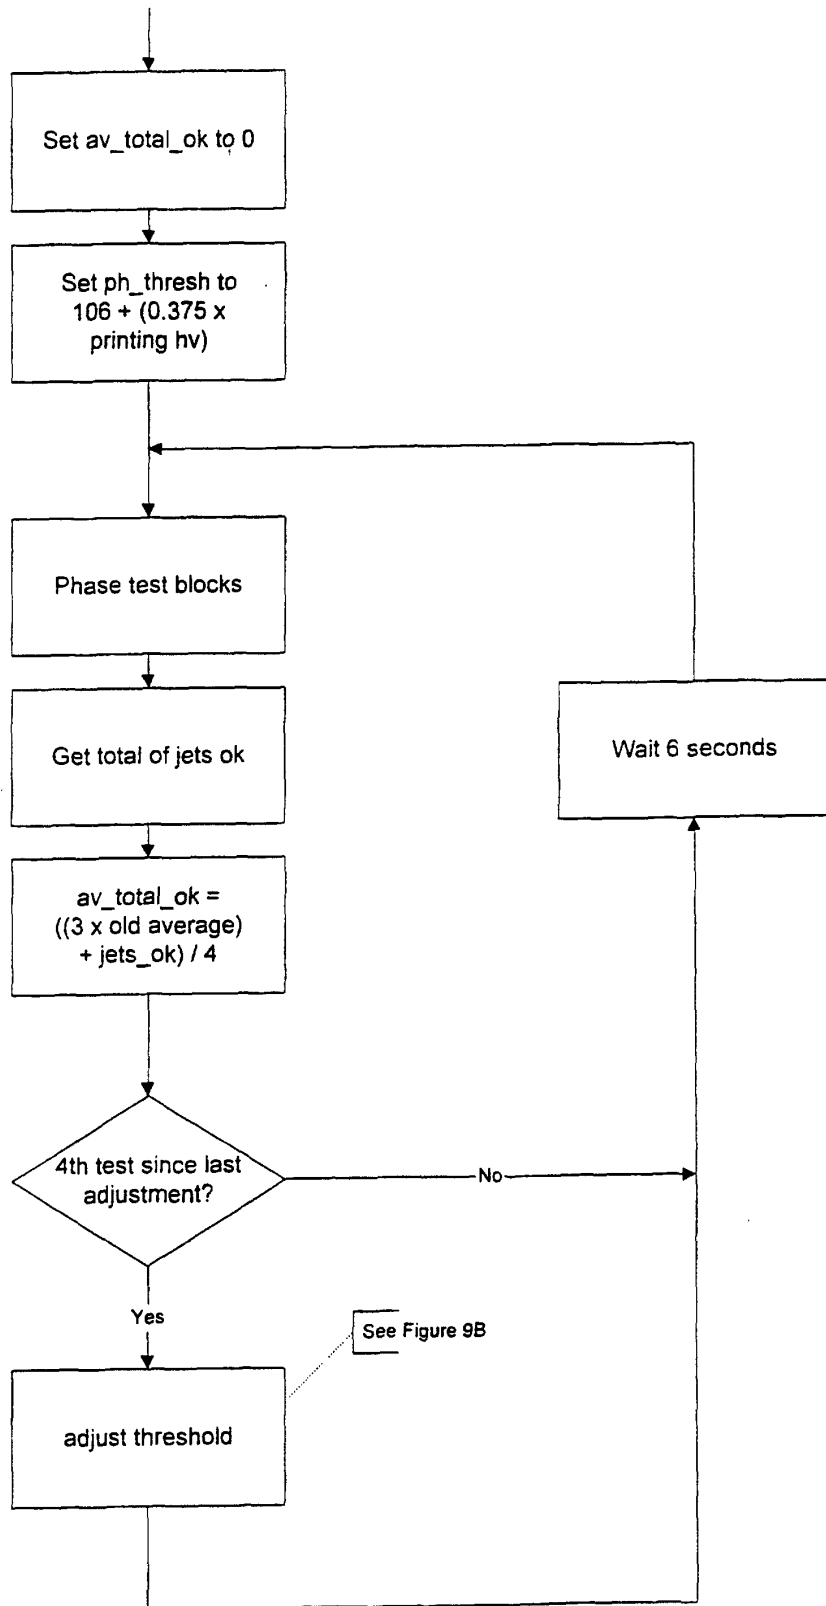 Set av_total_ok to 0
Set ph_thresh to
106 + (0.375 x
printing hv)
Phase test blocks
Get total of jets ok
Wait 6 seconds
av_total_ok =
((3 x old average)
+ jets_ok) / 4
4th test since last
adjustment?
No
Yes
See Figure 9B
adjust threshold